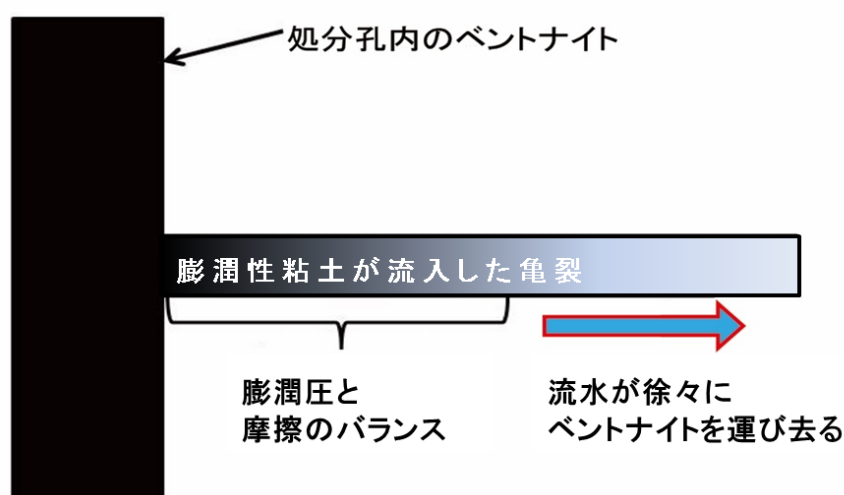 処分孔内のベントナイト
膨潤性粘土が流入した亀裂
膨潤圧と
摩擦のバランス
流水が徐々に
ベントナイトを運び去る